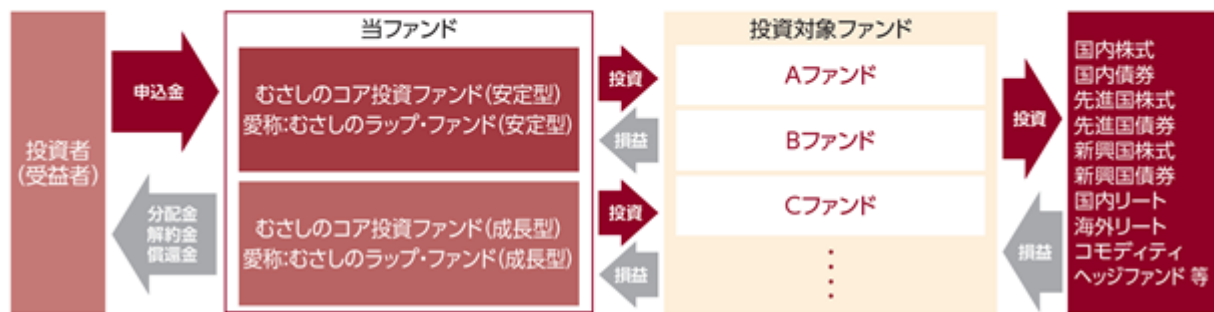 投資者
(受益者)
申込金
分配金
解約金
償還金
当ファンド
むさしのコア投資ファンド(安定型)
愛称:むさしのラップ・ファンド(安定型)
むさしのコア投資ファンド(成長型)
愛称:むさしのラップ・ファンド(成長型)
投資
損益
投資
損益
投資対象ファンド
Aファンド
Bファンド
Cファンド
投資
損益
国内株式
国内債券
先進国株式
先進国債券
新興国株式
新興国債券
国内リート
海外リート
コモディティ
ヘッジファンド 等